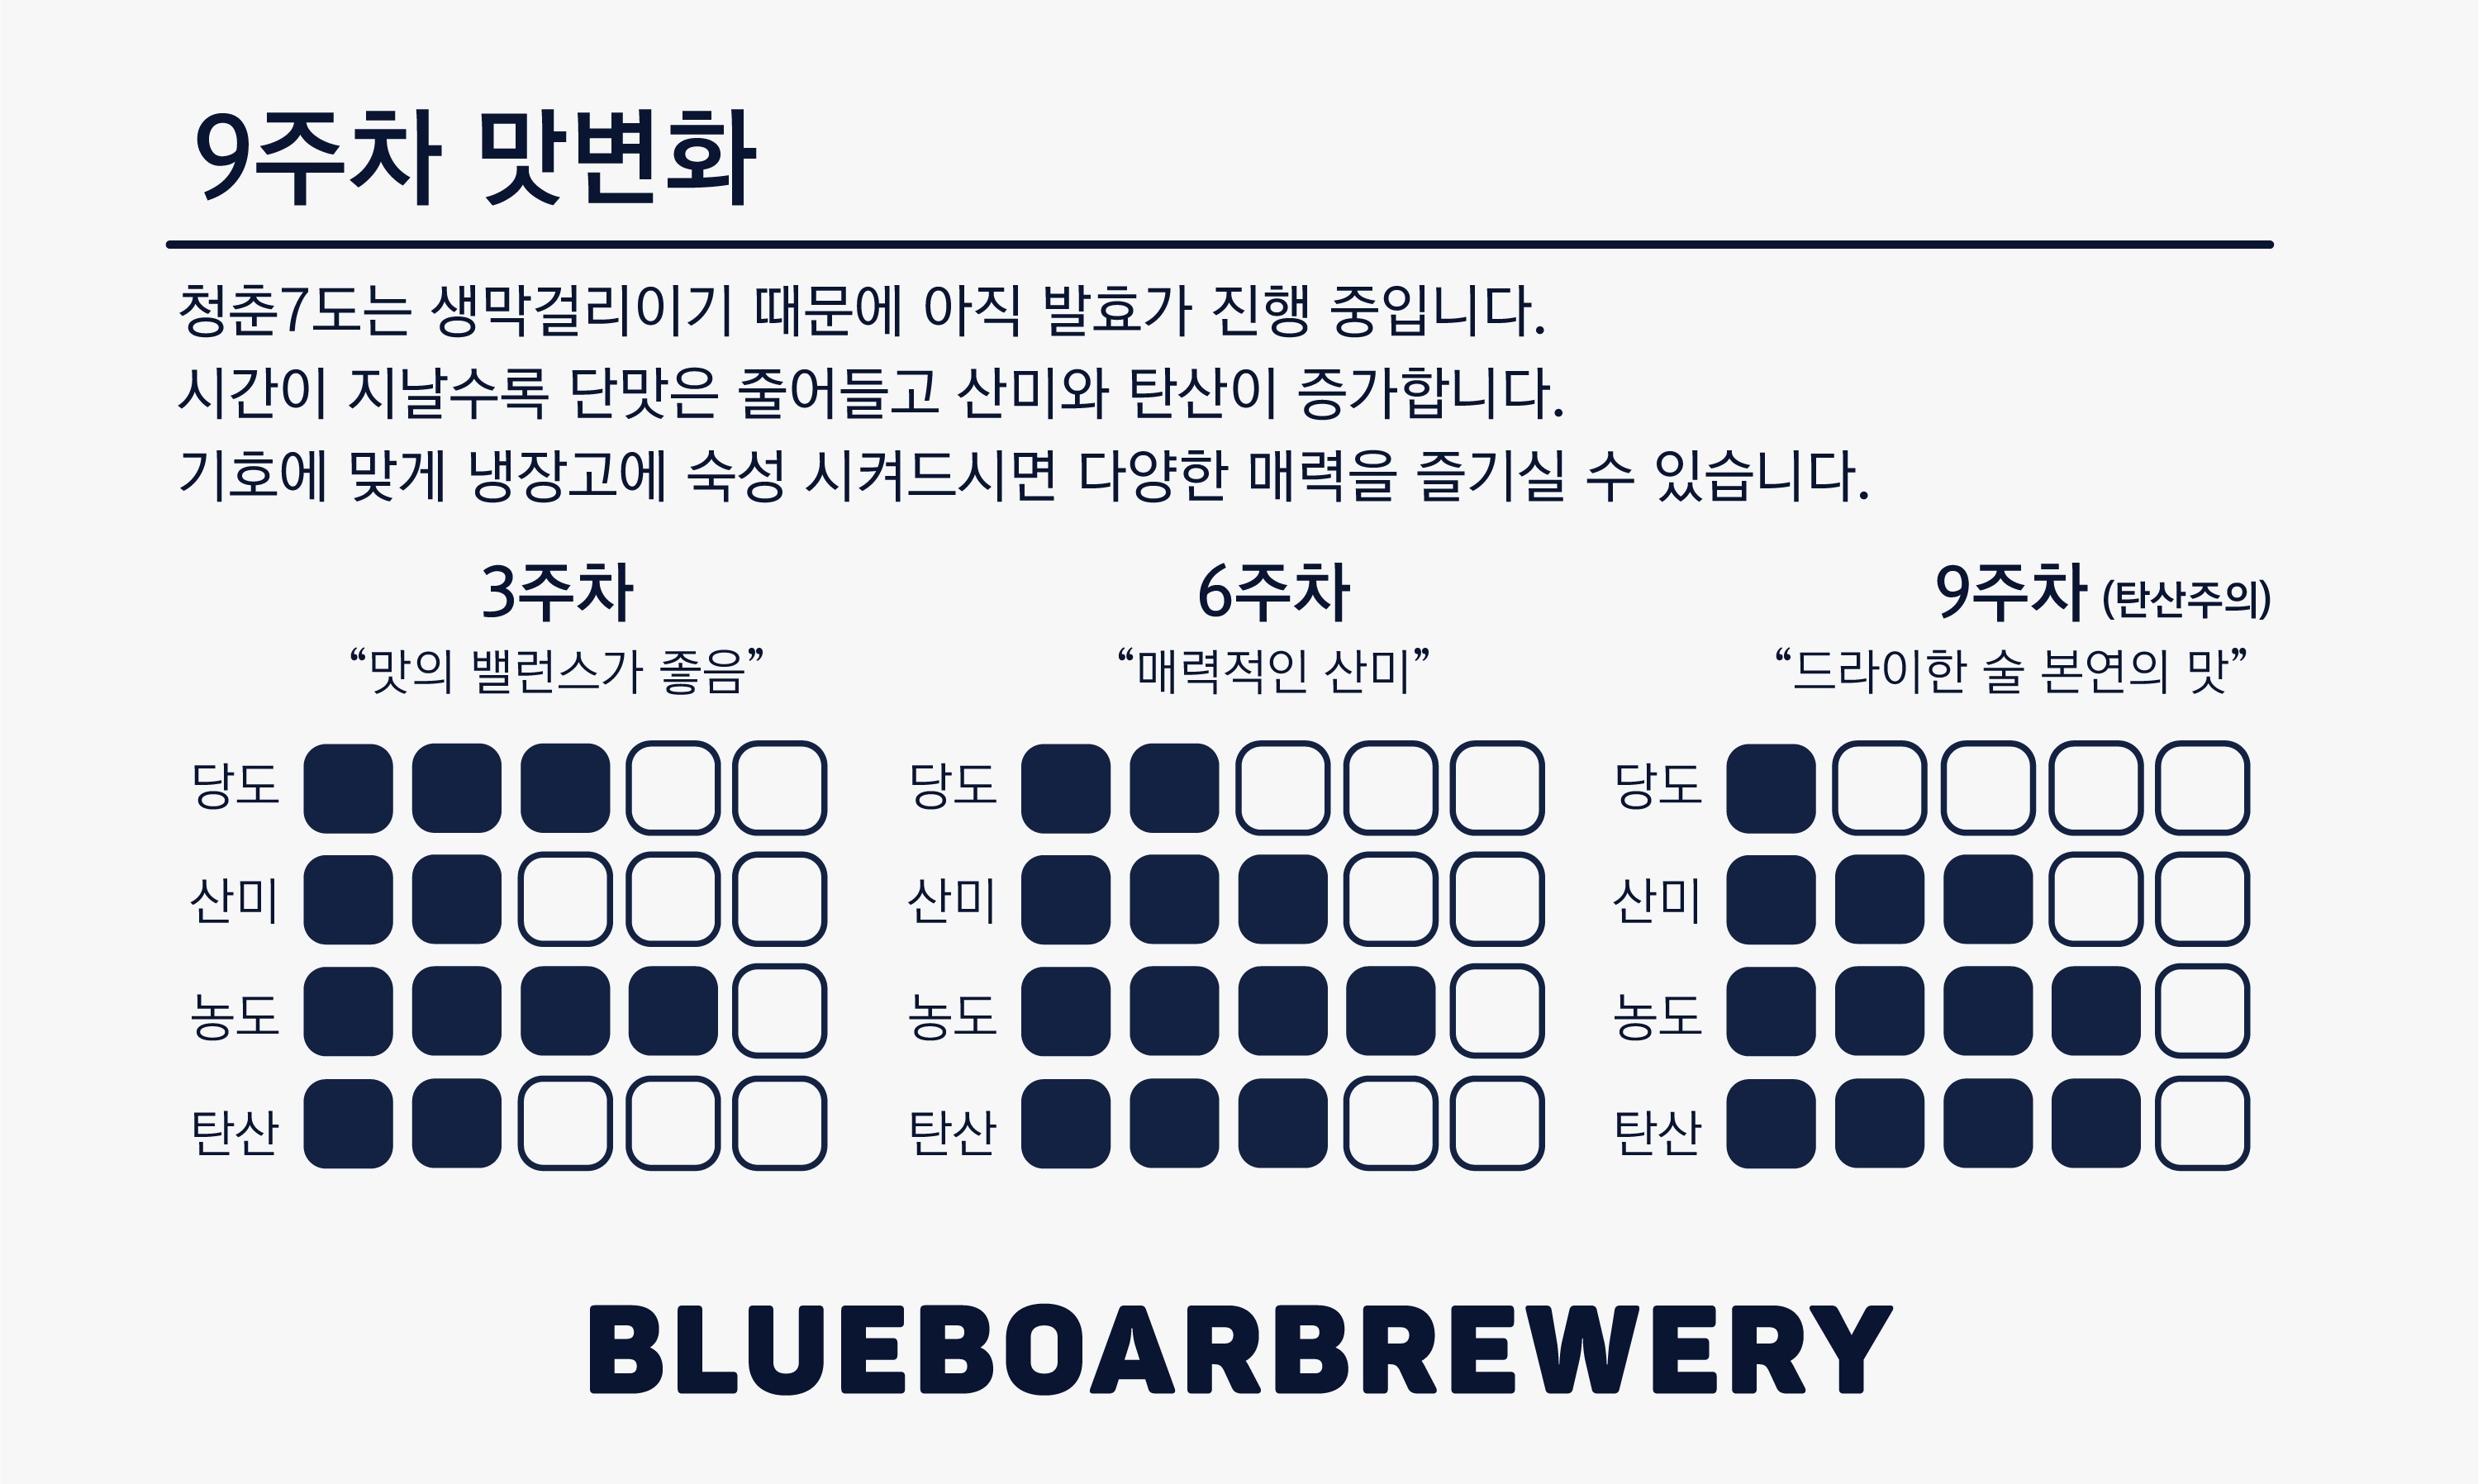 9주차 맛변화
청춘7도는 생막걸리이기 때문에 아직 발효가 진행 중입니다.
시간이 지날수록 단맛은 줄어들고 산미와 탄산이 증가합니다.
기호에 맞게 냉장고에 숙성 시켜드시면 다양한 매력을 즐기실 수 있습니다.
3주차
“맛의 밸런스가 좋음”
당도
산미
농도
탄산
6주차
“매력적인 산미”
당도
산미
농도
탄산
9주차 (탄산주의)
“드라이한 술 본연의 맛”
당도
산미
농도
탄산
BLUEBOARBREWERY